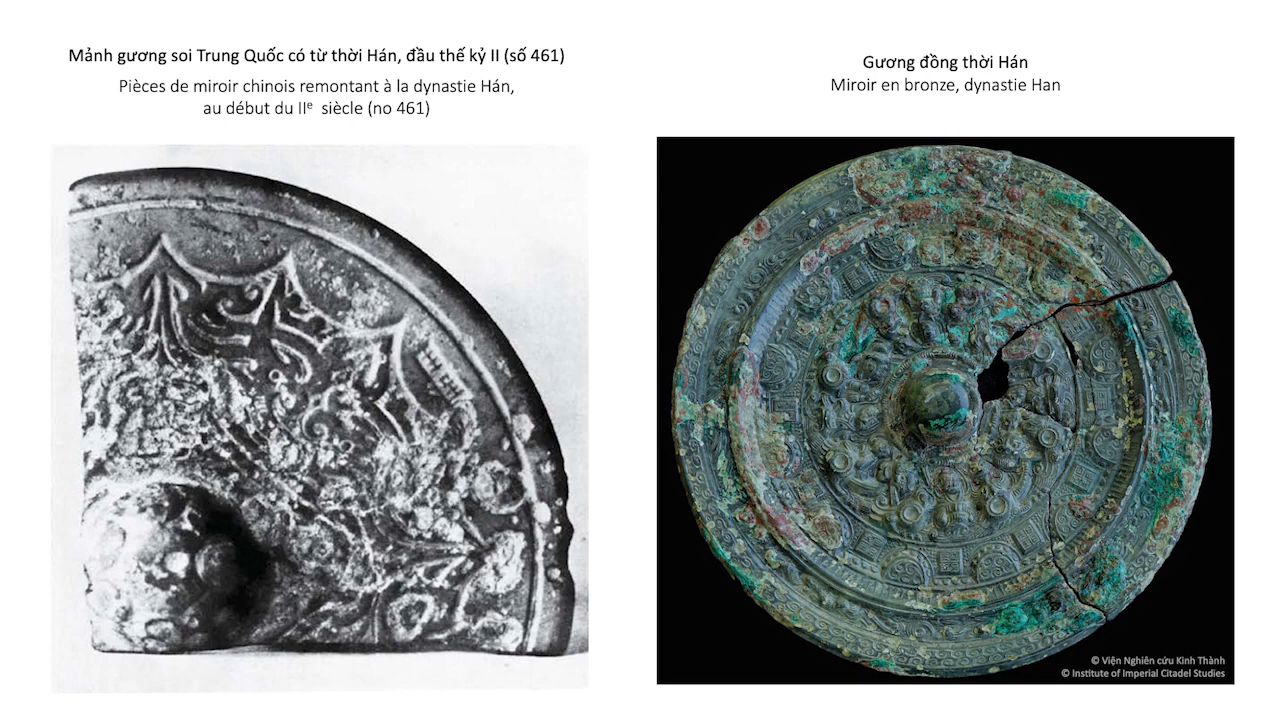 Mảnh gương soi Trung Quốc có từ thời Hán, đầu thế kỷ II (số 461)
Pièces de miroir chinois remontant à la dynastie Hán,
au début du IIᵉ siècle (no 461)
Gương đồng thời Hán
Miroir en bronze, dynastie Han
© Viện Nghiên cứu Kinh Thành
© Institute of Imperial Citadel Studies